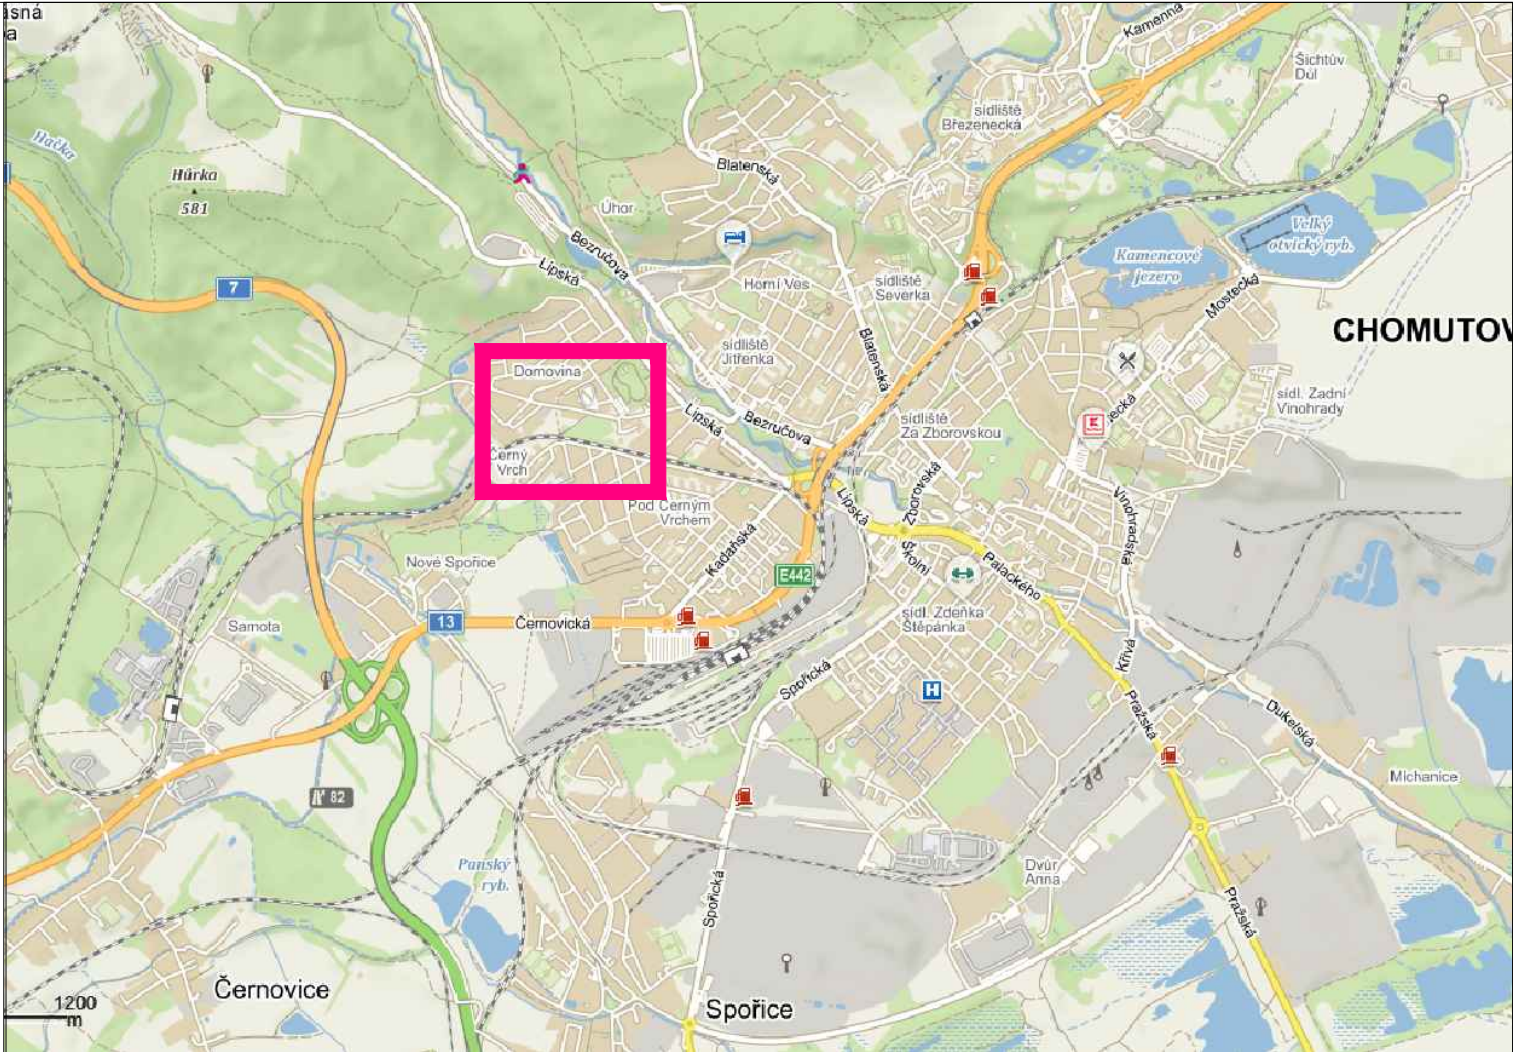 Kamenná
Šichtův
Důl
sídliště
Březenecká
Hačka
Hůrka
581
Blatenská
Úhor
Bezručova
Lipská
7
Horní Ves
sídliště
Severka
Kamencové
jezero
Velký
otvický ryb.
Mostecká
CHOMUTOV
sídliště
Jitřenka
Blatenská
Domovina
Lipská
Bezručova
sídliště
Za Zborovskou
sídl. Zadní
Vinohrady
Černý
Vrch
Pod Černým
Vrchem
Lipská
Zborovská
Vinohradská
Kadaňská
E442
Školní
Palackého
Nové Spořice
13
Černovická
Samota
sídl. Zdeňka
Štěpánka
Křivá
Spořická
H
Pražská
Dukelská
82
Michanice
Panský
ryb.
Spořická
Dvůr
Anna
Pražská
Černovice
1200
m
Spořice